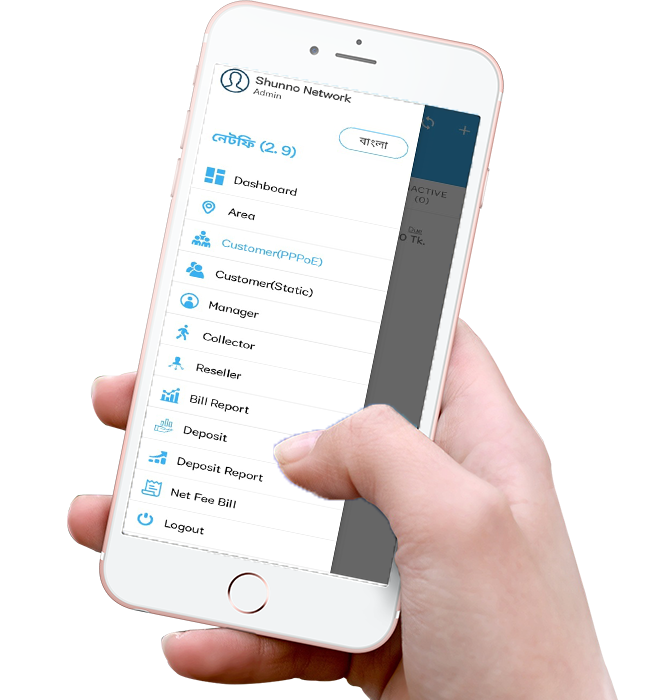 Shunno Network
Admin
নেটফি (2. 9)
বাংলা
Dashboard
Area
Customer(PPPoE)
Customer(Static)
Manager
Collector
Reseller
Bill Report
Deposit
Deposit Report
Net Fee Bill
Logout
ACTIVE
(0)
0 Tk.